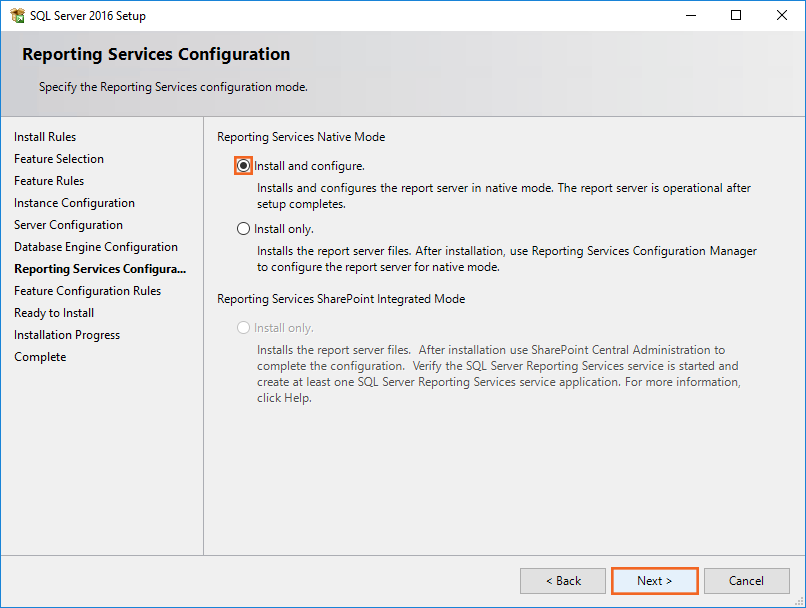 SQL Server 2016 Setup
Reporting Services Configuration
Specify the Reporting Services configuration mode.
Install Rules
Feature Selection
Feature Rules
Instance Configuration
Server Configuration
Database Engine Configuration
Reporting Services Configura...
Feature Configuration Rules
Ready to Install
Installation Progress
Complete
Reporting Services Native Mode
Install and configure.
Installs and configures the report server in native mode. The report server is operational after
setup completes.
Install only.
Installs the report server files. After installation, use Reporting Services Configuration Manager
to configure the report server for native mode.
Reporting Services SharePoint Integrated Mode
Install only.
Installs the report server files.  After installation use SharePoint Central Administration to
complete the configuration.  Verify the SQL Server Reporting Services service is started and
create at least one SQL Server Reporting Services service application. For more information,
click Help.
< Back
Next >
Cancel